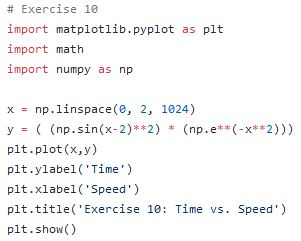 # Exercise 10
import matplotlib.pyplot as plt
import math
import numpy as np
x = np.linspace(0, 2, 1024)
y = ( (np.sin(x-2)**2) * (np.e**(-x**2)))
plt.plot(x,y)
plt.ylabel('Time')
plt.xlabel('Speed')
plt.title('Exercise 10: Time vs. Speed')
plt.show()